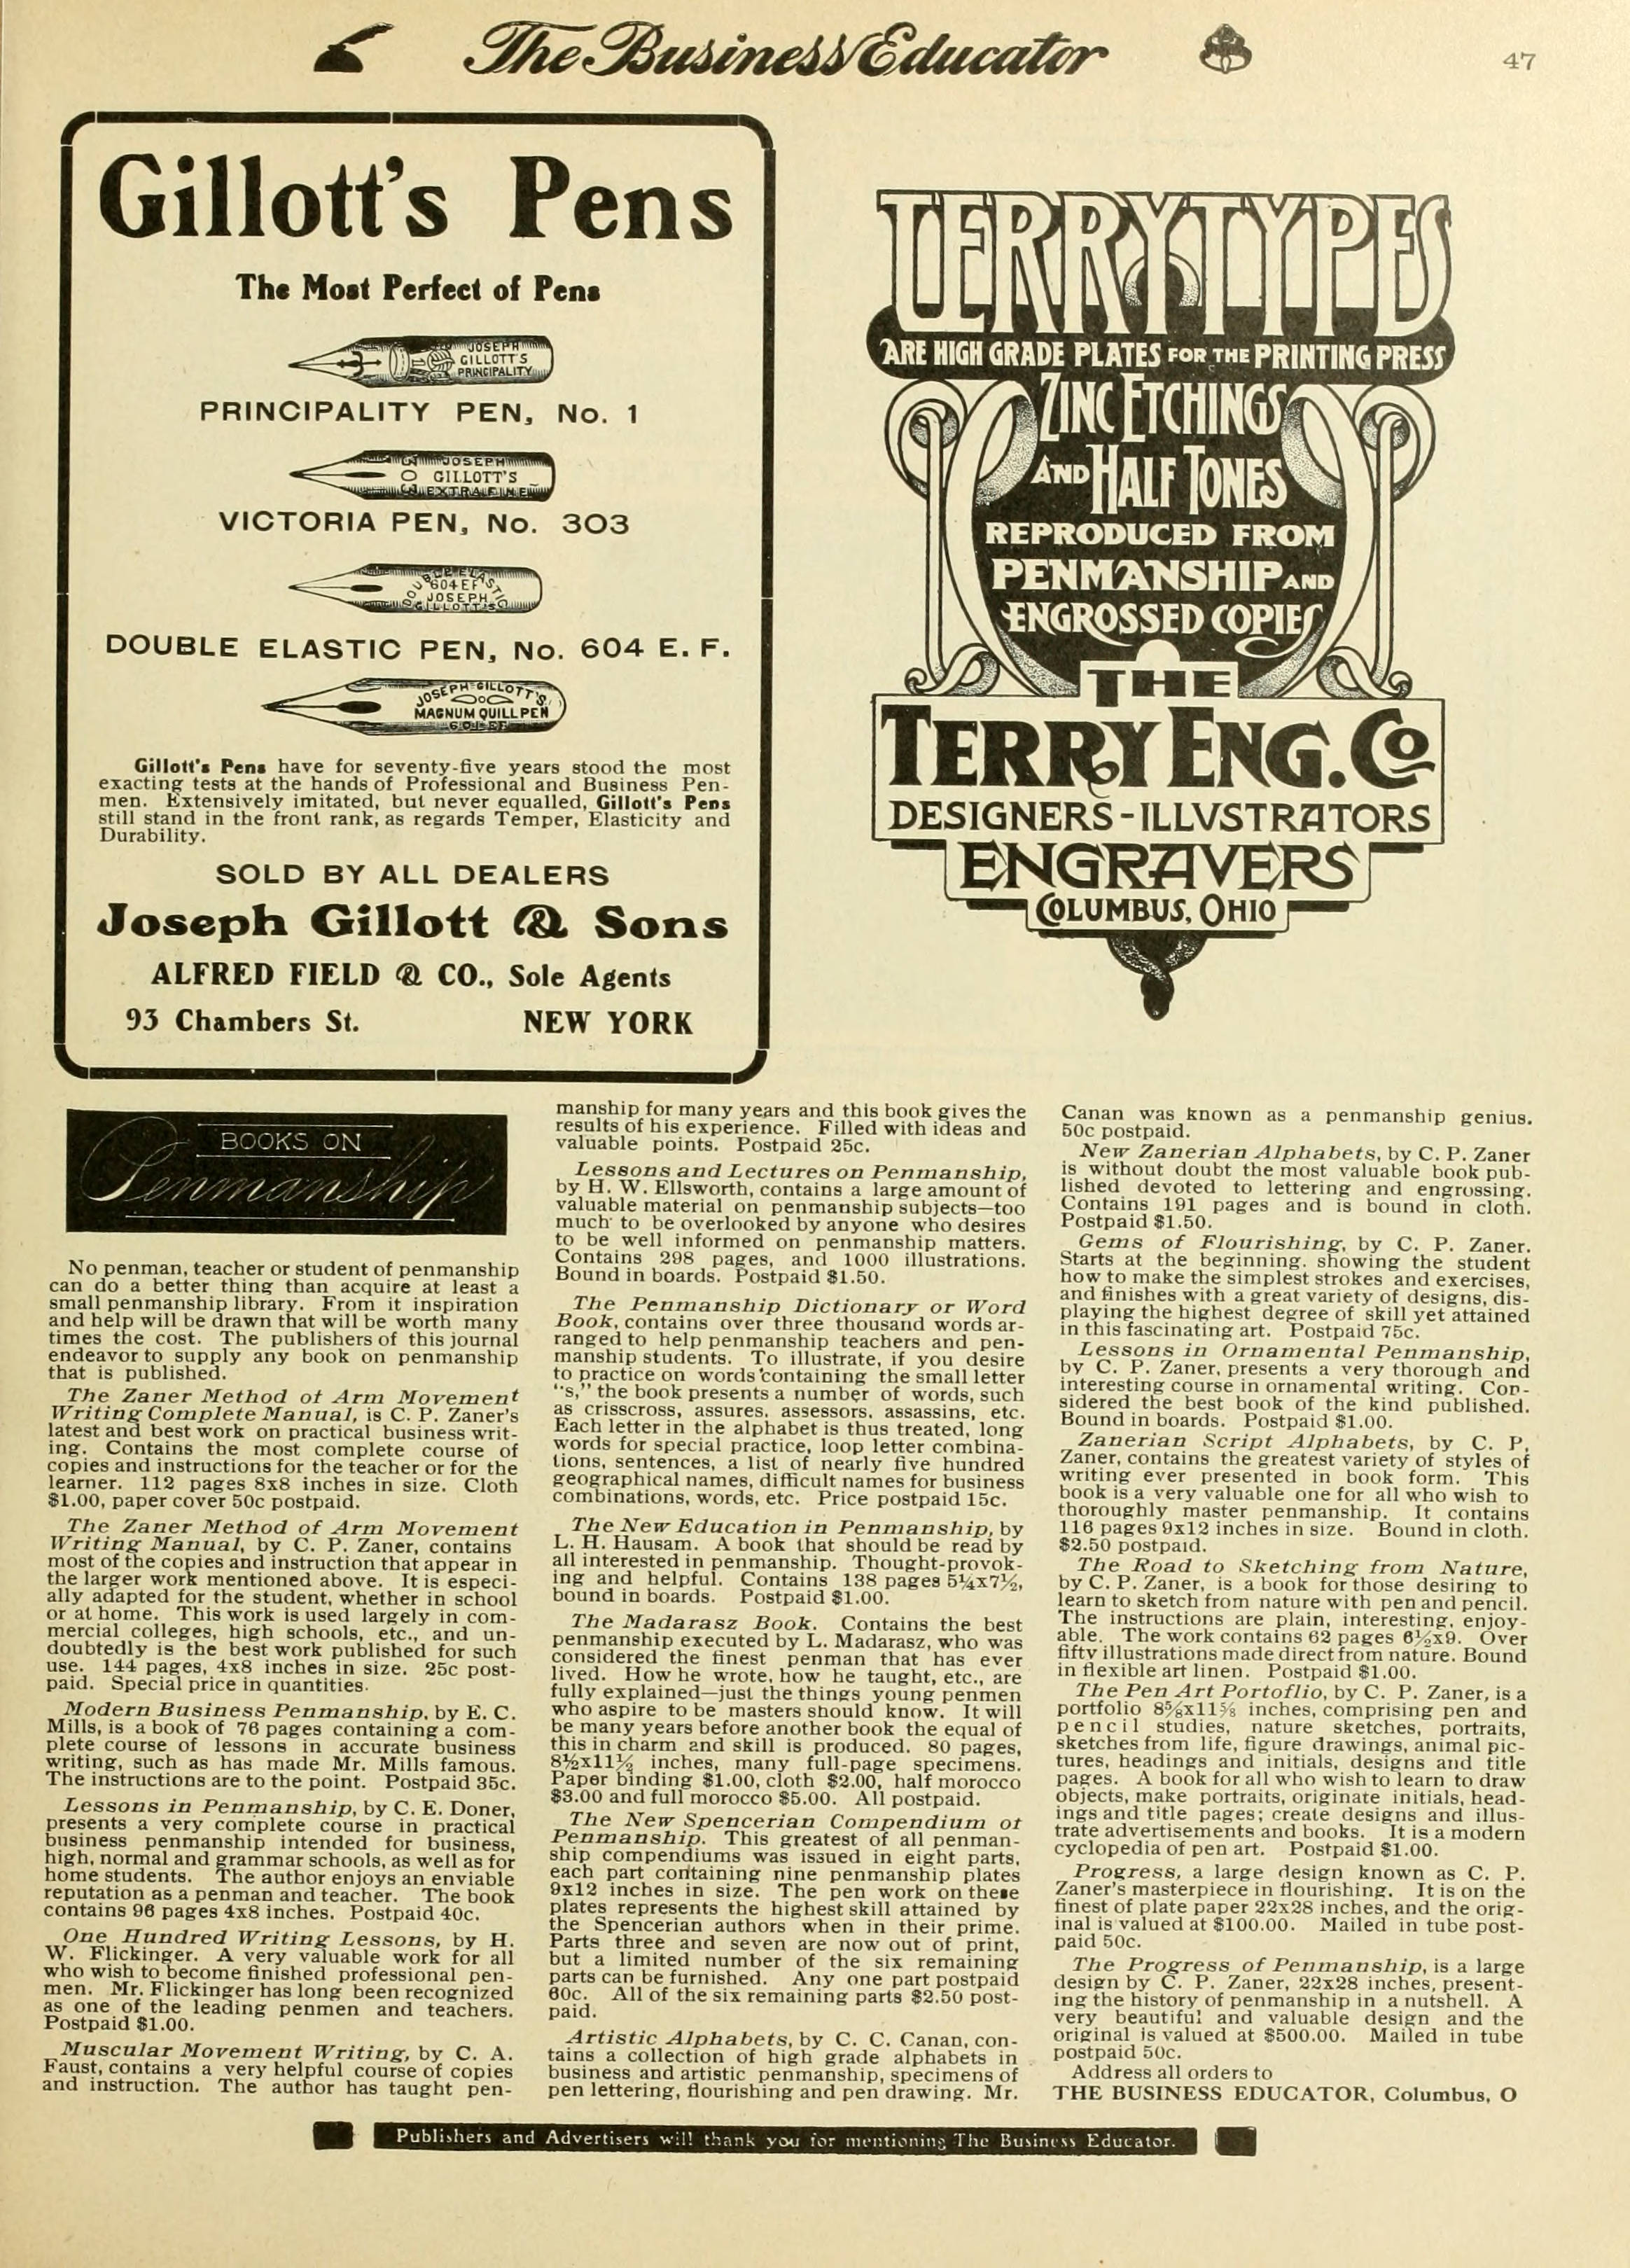 The Business Educator
47
Gillott's Pens
The Most Perfect of Pens
JOSEPH
GILLOTT'S
PRINCIPALITY
PRINCIPALITY PEN, No. 1
303
JOSEPH
GILLOTT'S
EXTRA FINE
VICTORIA PEN, No. 303
DOUBLE ELASTIC
604 EF
JOSEPH
GILLOTT'S
DOUBLE ELASTIC PEN, No. 604 E. F.
JOSEPH GILLOTT'S
MAGNUM QUILL PEN
601 EF
Gillott's Pens have for seventy-five years stood the most
exacting tests at the hands of Professional and Business Pen-
men. Extensively imitated, but never equalled, Gillott's Pens
still stand in the front rank, as regards Temper, Elasticity and
Durability.
SOLD BY ALL DEALERS
Joseph Gillott & Sons
ALFRED FIELD & CO., Sole Agents
93 Chambers St. NEW YORK
TERRYTYPES
ARE HIGH GRADE PLATES FOR THE PRINTING PRESS
ZINC ETCHINGS
AND HALF TONES
REPRODUCED FROM
PENMANSHIP AND
ENGROSSED COPIES
THE
TERRY ENG. CO
DESIGNERS-ILLVSTRATORS
ENGRAVERS
COLUMBUS, OHIO
BOOKS ON
Penmanship
No penman, teacher or student of penmanship
can do a better thing than acquire at least a
small penmanship library. From it inspiration
and help will be drawn that will be worth many
times the cost. The publishers of this journal
endeavor to supply any book on penmanship
that is published.
The Zaner Method of Arm Movement
Writing Complete Manual, is C. P. Zaner's
latest and best work on practical business writ-
ing. Contains the most complete course of
copies and instructions for the teacher or for the
learner. 112 pages 8x8 inches in size. Cloth
$1.00, paper cover 50c postpaid.
The Zaner Method of Arm Movement
Writing Manual, by C. P. Zaner, contains
most of the copies and instruction that appear in
the larger work mentioned above. It is especi-
ally adapted for the student, whether in school
or at home. This work is used largely in com-
mercial colleges, high schools, etc., and un-
doubtedly is the best work published for such
use. 144 pages, 4x8 inches in size. 25c post-
paid. Special price in quantities.
Modern Business Penmanship, by E. C.
Mills, is a book of 76 pages containing a com-
plete course of lessons in accurate business
writing, such as has made Mr. Mills famous.
The instructions are to the point. Postpaid 35c.
Lessons in Penmanship, by C. E. Doner,
presents a very complete course in practical
business penmanship intended for business,
high, normal and grammar schools, as well as for
home students. The author enjoys an enviable
reputation as a penman and teacher. The book
contains 96 pages 4x8 inches. Postpaid 40c.
One Hundred Writing Lessons, by H.
W. Flickinger. A very valuable work for all
who wish to become finished professional pen-
men. Mr. Flickinger has long been recognized
as one of the leading penmen and teachers.
Postpaid $1.00.
Muscular Movement Writing, by C. A.
Faust, contains a very helpful course of copies
and instruction. The author has taught pen-
manship for many years and this book gives the
results of his experience. Filled with ideas and
valuable points. Postpaid 25c.
Lessons and Lectures on Penmanship,
by H. W. Ellsworth, contains a large amount of
valuable material on penmanship subjects—too
much to be overlooked by anyone who desires
to be well informed on penmanship matters.
Contains 298 pages, and 1000 illustrations.
Bound in boards. Postpaid $1.50.
The Penmanship Dictionary or Word
Book, contains over three thousand words ar-
ranged to help penmanship teachers and pen-
manship students. To illustrate, if you desire
to practice on words containing the small letter
"s," the book presents a number of words, such
as crisscross, assures, assessors, assassins, etc.
Each letter in the alphabet is thus treated, long
words for special practice, loop letter combina-
tions, sentences, a list of nearly five hundred
geographical names, difficult names for business
combinations, words, etc. Price postpaid 15c.
The New Education in Penmanship, by
L. H. Hausam. A book that should be read by
all interested in penmanship. Thought-provok-
ing and helpful. Contains 138 pages 5¼x7½,
bound in boards. Postpaid $1.00.
The Madarasz Book. Contains the best
penmanship executed by L. Madarasz, who was
considered the finest penman that has ever
lived. How he wrote, how he taught, etc., are
fully explained—just the things young penmen
who aspire to be masters should know. It will
be many years before another book the equal of
this in charm and skill is produced. 80 pages,
8½x11½ inches, many full-page specimens.
Paper binding $1.00, cloth $2.00, half morocco
$3.00 and full morocco $5.00. All postpaid.
The New Spencerian Compendium of
Penmanship. This greatest of all penman-
ship compendiums was issued in eight parts,
each part containing nine penmanship plates
9x12 inches in size. The pen work on these
plates represents the highest skill attained by
the Spencerian authors when in their prime.
Parts three and seven are now out of print,
but a limited number of the six remaining
parts can be furnished. Any one part postpaid
60c. All of the six remaining parts $2.50 post-
paid.
Artistic Alphabets, by C. C. Canan, con-
tains a collection of high grade alphabets in
business and artistic penmanship, specimens of
pen lettering, flourishing and pen drawing. Mr.
Canan was known as a penmanship genius.
50c postpaid.
New Zanerian Alphabets, by C. P. Zaner
is without doubt the most valuable book pub-
lished devoted to lettering and engrossing.
Contains 191 pages and is bound in cloth.
Postpaid $1.50.
Gems of Flourishing, by C. P. Zaner.
Starts at the beginning. showing the student
how to make the simplest strokes and exercises,
and finishes with a great variety of designs, dis-
playing the highest degree of skill yet attained
in this fascinating art. Postpaid 75c.
Lessons in Ornamental Penmanship,
by C. P. Zaner, presents a very thorough and
interesting course in ornamental writing. Con-
sidered the best book of the kind published.
Bound in boards. Postpaid $1.00.
Zanerian Script Alphabets, by C. P.
Zaner, contains the greatest variety of styles of
writing ever presented in book form. This
book is a very valuable one for all who wish to
thoroughly master penmanship. It contains
116 pages 9x12 inches in size. Bound in cloth.
$2.50 postpaid.
The Road to Sketching from Nature,
by C. P. Zaner, is a book for those desiring to
learn to sketch from nature with pen and pencil.
The instructions are plain, interesting, enjoy-
able. The work contains 62 pages 6½x9. Over
fifty illustrations made direct from nature. Bound
in flexible art linen. Postpaid $1.00.
The Pen Art Portoflio, by C. P. Zaner, is a
portfolio 8⅝x11⅝ inches, comprising pen and
pencil studies, nature sketches, portraits,
sketches from life, figure drawings, animal pic-
tures, headings and initials, designs and title
pages. A book for all who wish to learn to draw
objects, make portraits, originate initials, head-
ings and title pages; create designs and illus-
trate advertisements and books. It is a modern
cyclopedia of pen art. Postpaid $1.00.
Progress, a large design known as C. P.
Zaner's masterpiece in flourishing. It is on the
finest of plate paper 22x28 inches, and the orig-
inal is valued at $100.00. Mailed in tube post-
paid 50c.
The Progress of Penmanship, is a large
design by C. P. Zaner, 22x28 inches, present-
ing the history of penmanship in a nutshell. A
very beautiful and valuable design and the
original is valued at $500.00. Mailed in tube
postpaid 50c.
Address all orders to
THE BUSINESS EDUCATOR, Columbus, O
Publishers and Advertisers will thank you for mentioning The Business Educator.